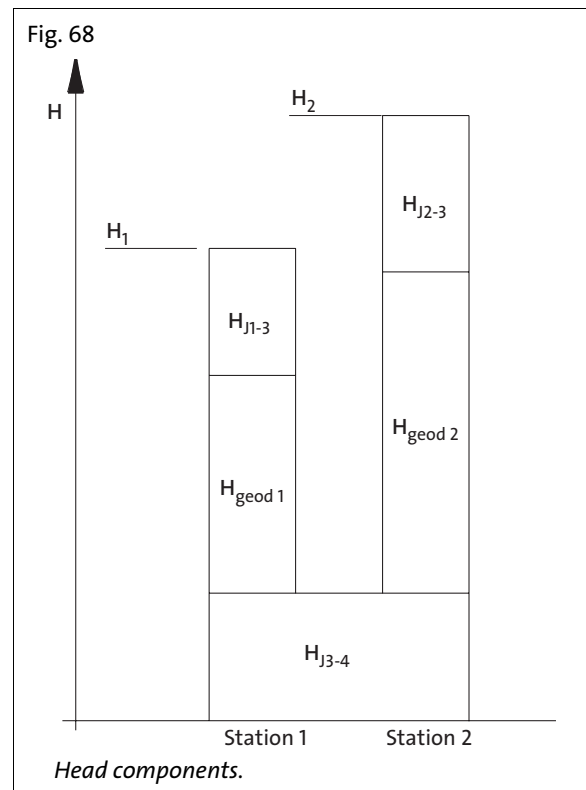 Fig. 68
H
H2
HJ2-3
H1
HJ1-3
Hgeod 2
Hgeod 1
HJ3-4
Station 1 Station 2
Head components.